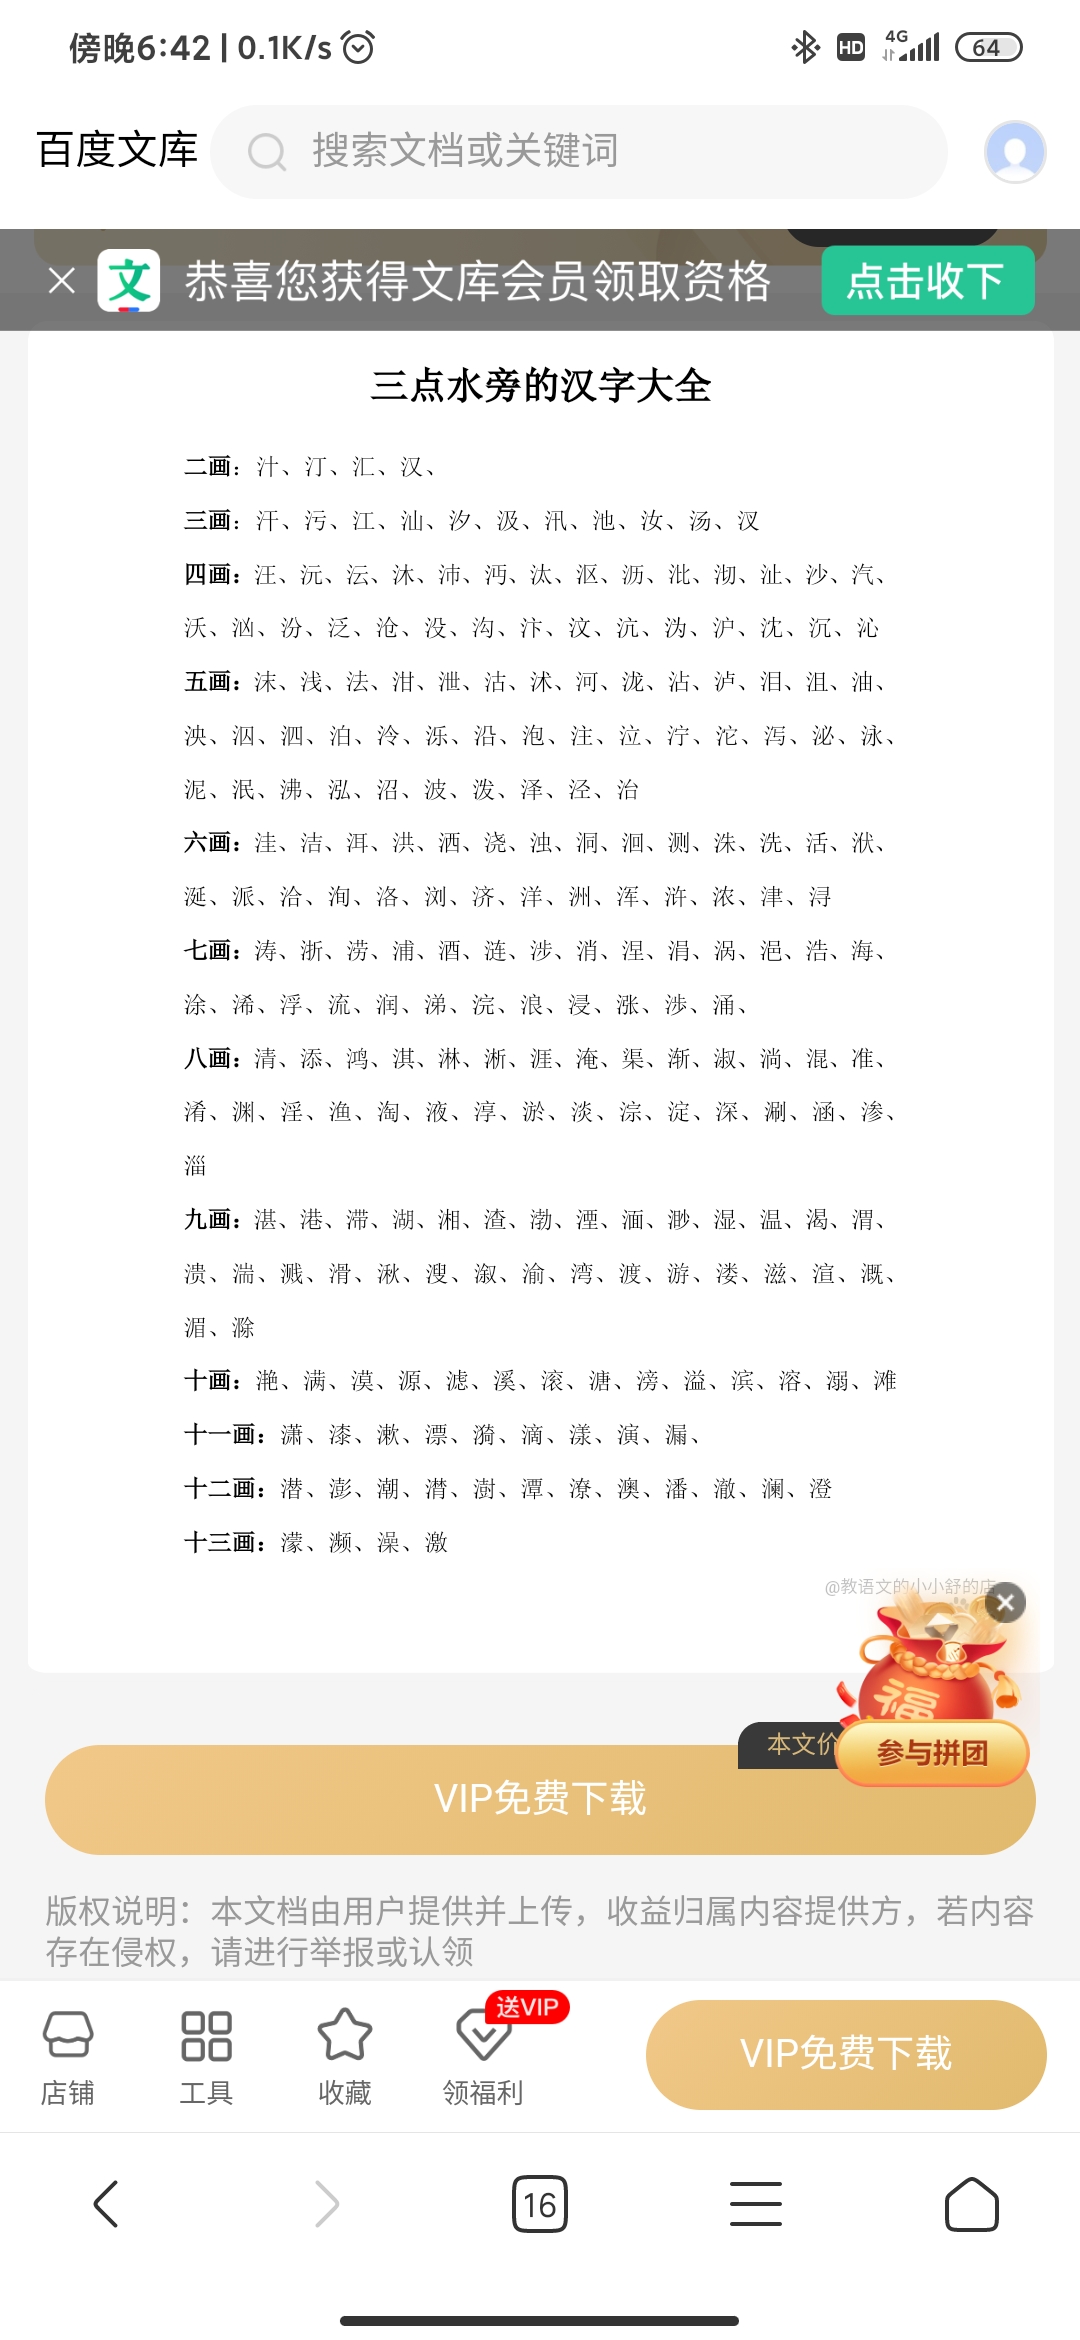 傍晚6:42 | 0.1K/s
HD 4G 64
百度文库 搜索文档或关键词
文 恭喜您获得文库会员领取资格 点击收下
三点水旁的汉字大全
二画：汁、汀、汇、汉、
三画：汗、污、江、汕、汐、汲、汛、池、汝、汤、汊
四画：汪、沅、沄、沐、沛、沔、汰、沤、沥、沘、沏、沚、沙、汽、
沃、汹、汾、泛、沧、没、沟、汴、汶、沆、沩、沪、沈、沉、沁
五画：沫、浅、法、泔、泄、沽、沭、河、泷、沾、泸、泪、沮、油、
泱、泅、泗、泊、泠、泺、沿、泡、注、泣、泞、沱、泻、泌、泳、
泥、泯、沸、泓、沼、波、泼、泽、泾、治
六画：洼、洁、洱、洪、洒、浇、浊、洞、洄、测、洙、洗、活、洑、
涎、派、洽、洵、洛、浏、济、洋、洲、浑、浒、浓、津、浔
七画：涛、浙、涝、浦、酒、涟、涉、消、涅、涓、涡、浥、浩、海、
涂、浠、浮、流、润、涕、浣、浪、浸、涨、涉、涌、
八画：清、添、鸿、淇、淋、淅、涯、淹、渠、渐、淑、淌、混、准、
淆、渊、淫、渔、淘、液、淳、淤、淡、淙、淀、深、涮、涵、渗、
淄
九画：湛、港、滞、湖、湘、渣、渤、湮、湎、渺、湿、温、渴、渭、
溃、湍、溅、滑、湫、溲、溆、渝、湾、渡、游、溇、滋、渲、溉、
湄、滁
十画：滟、满、漠、源、滤、溪、滚、溏、滂、溢、滨、溶、溺、滩
十一画：潇、漆、漱、漂、漪、滴、漾、演、漏、
十二画：潜、澎、潮、潸、澍、潭、潦、澳、潘、澈、澜、澄
十三画：濛、濒、澡、激
@教语文的小小舒的店
福
本文价
参与拼团
VIP免费下载
版权说明：本文档由用户提供并上传，收益归属内容提供方，若内容
存在侵权，请进行举报或认领
送VIP
店铺 工具 收藏 领福利 VIP免费下载
16